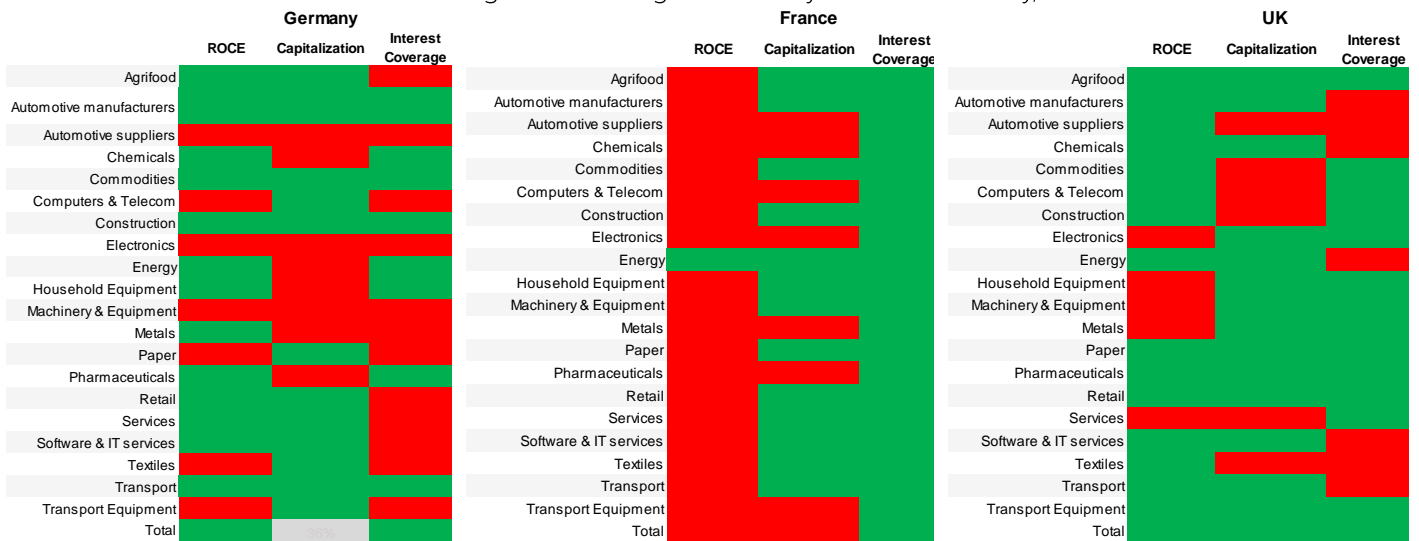 Germany
ROCE Capitalization Interest Coverage
Agrifood
Automotive manufacturers
Automotive suppliers
Chemicals
Commodities
Computers & Telecom
Construction
Electronics
Energy
Household Equipment
Machinery & Equipment
Metals
Paper
Pharmaceuticals
Retail
Services
Software & IT services
Textiles
Transport
Transport Equipment
Total 36%
France
ROCE Capitalization Interest Coverage
Agrifood
Automotive manufacturers
Automotive suppliers
Chemicals
Commodities
Computers & Telecom
Construction
Electronics
Energy
Household Equipment
Machinery & Equipment
Metals
Paper
Pharmaceuticals
Retail
Services
Software & IT services
Textiles
Transport
Transport Equipment
Total
UK
ROCE Capitalization Interest Coverage
Agrifood
Automotive manufacturers
Automotive suppliers
Chemicals
Commodities
Computers & Telecom
Construction
Electronics
Energy
Household Equipment
Machinery & Equipment
Metals
Paper
Pharmaceuticals
Retail
Services
Software & IT services
Textiles
Transport
Transport Equipment
Total